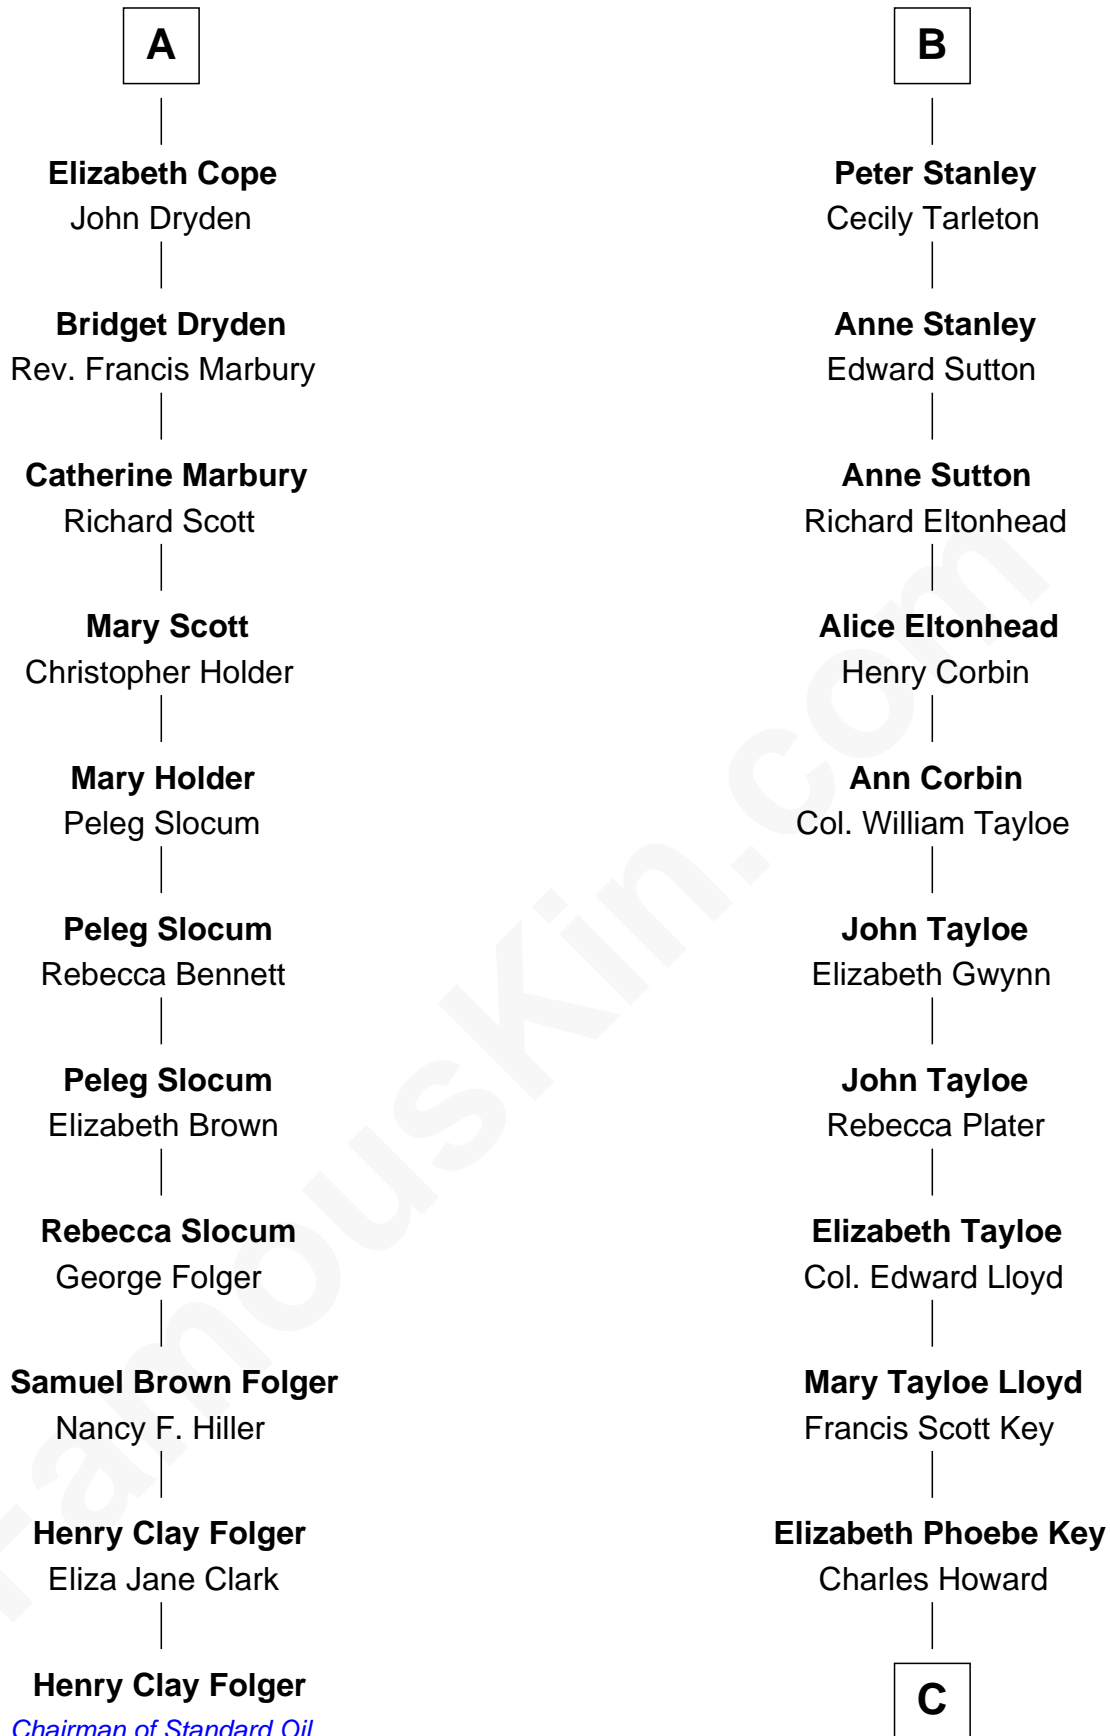 A
Elizabeth Cope
John Dryden
Bridget Dryden
Rev. Francis Marbury
Catherine Marbury
Richard Scott
Mary Scott
Christopher Holder
Mary Holder
Peleg Slocum
Peleg Slocum
Rebecca Bennett
Peleg Slocum
Elizabeth Brown
Rebecca Slocum
George Folger
Samuel Brown Folger
Nancy F. Hiller
Henry Clay Folger
Eliza Jane Clark
Henry Clay Folger
Chairman of Standard Oil
B
Peter Stanley
Cecily Tarleton
Anne Stanley
Edward Sutton
Anne Sutton
Richard Eltonhead
Alice Eltonhead
Henry Corbin
Ann Corbin
Col. William Tayloe
John Tayloe
Elizabeth Gwynn
John Tayloe
Rebecca Plater
Elizabeth Tayloe
Col. Edward Lloyd
Mary Tayloe Lloyd
Francis Scott Key
Elizabeth Phoebe Key
Charles Howard
C
FamousKin.com